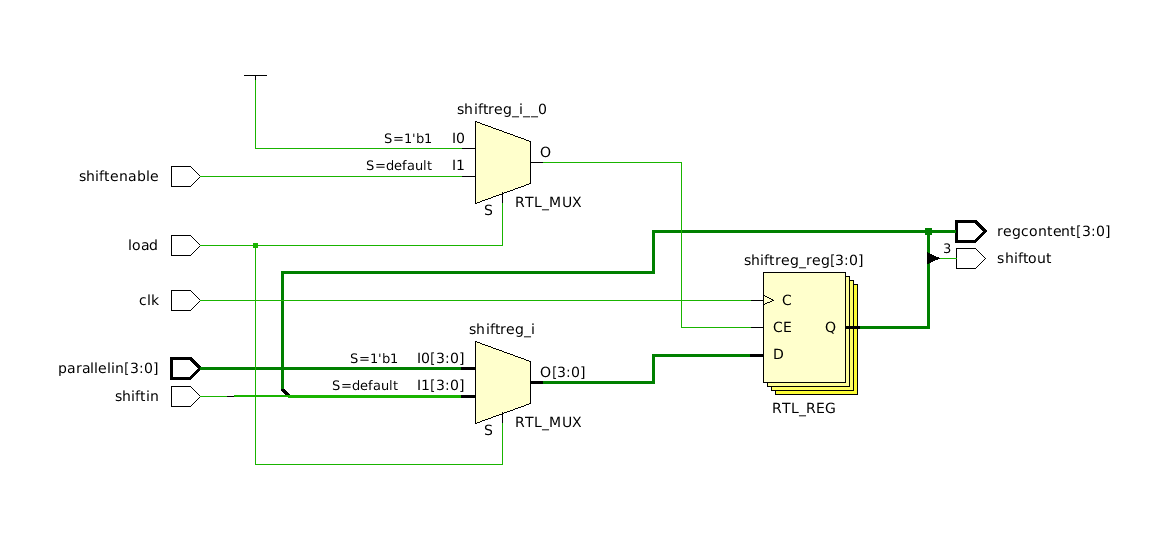 shiftreg_i__0
S=1'b1 I0
S=default I1
O
S
RTL_MUX
shiftenable
load
clk
parallelin[3:0]
shiftin
shiftreg_i
S=1'b1 I0[3:0]
S=default I1[3:0]
O[3:0]
S
RTL_MUX
shiftreg_reg[3:0]
C
CE
Q
D
RTL_REG
regcontent[3:0]
3
shiftout